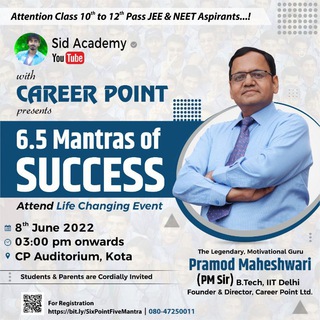 Attention Class 10th to 12th Pass JEE & NEET Aspirants...!
Sid Academy
YouTube
with
CAREER POINT
presents
6.5 Mantras of
SUCCESS
Attend Life Changing Event
8th June 2022
03:00 pm onwards
CP Auditorium, Kota
Students & Parents are Cordially Invited
For Registration
https://bit.ly/SixPointFiveMantra | 080-47250011
The Legendary, Motivational Guru
Pramod Maheshwari
(PM Sir) B.Tech, IIT Delhi
Founder & Director, Career Point Ltd.